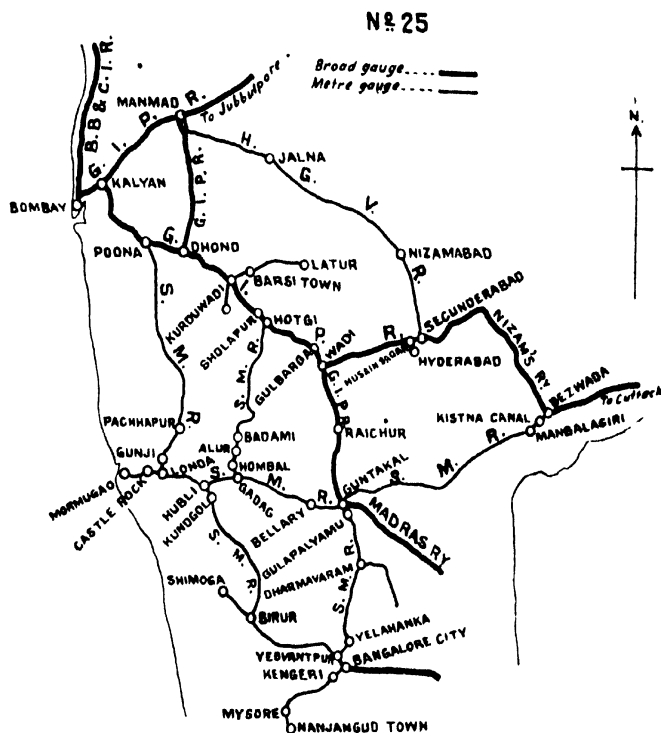 Nº 25
Broad gauge....
Metre gauge....
N.
B.B & C.I.R.
G. I. P. R.
To Jubbulpore
MANMAD
H. G. V. R.
JALNA
G.I.P.R.
KALYAN
BOMBAY
POONA
G. I. P. R.
DHOND
LATUR
BARSI TOWN
KURDUWADI
NIZAMABAD
SHOLAPUR
HOTGI
SECUNDERABAD
GULBARGA
WADI
HYDERABAD
NIZAM'S RY.
BEZWADA
To Cuttack
KISTNA CANAL
MANGALAGIRI
S. M. R.
S. M. R.
G.I.P.R.
PACHHAPUR
RAICHUR
BADAMI
ALUR
HOMBAL
GUNJI
LONDA
MORMUGAO
CASTLE ROCK
S. M. R.
GADAG
HUBLI
KUNDGOL
BELLARY
GUNTAKAL
S. M. R.
GULAPALYAMU
MADRAS RY
S. M. R.
DHARMAVARAM
S. M. R.
SHIMOGA
BIRUR
YELAHANKA
YESVANTPUR
BANGALORE CITY
KENGERI
MYSORE
NANJANGUD TOWN